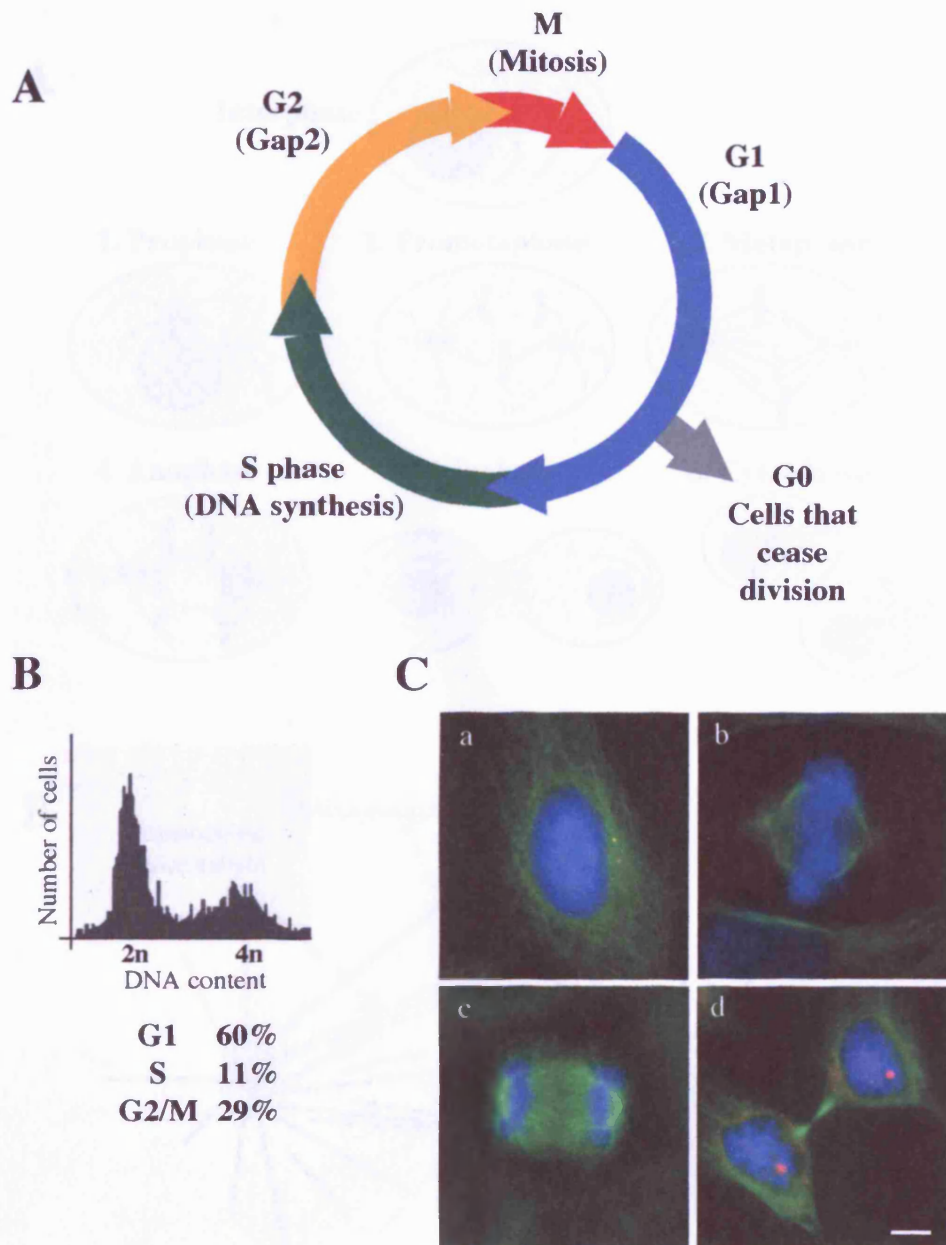 A
M
(Mitosis)
G2
(Gap2)
G1
(Gap1)
S phase
(DNA synthesis)
G0
Cells that
cease
division
B
Number of cells
2n 4n
DNA content
G1 60%
S 11%
G2/M 29%
C
a
b
c
d